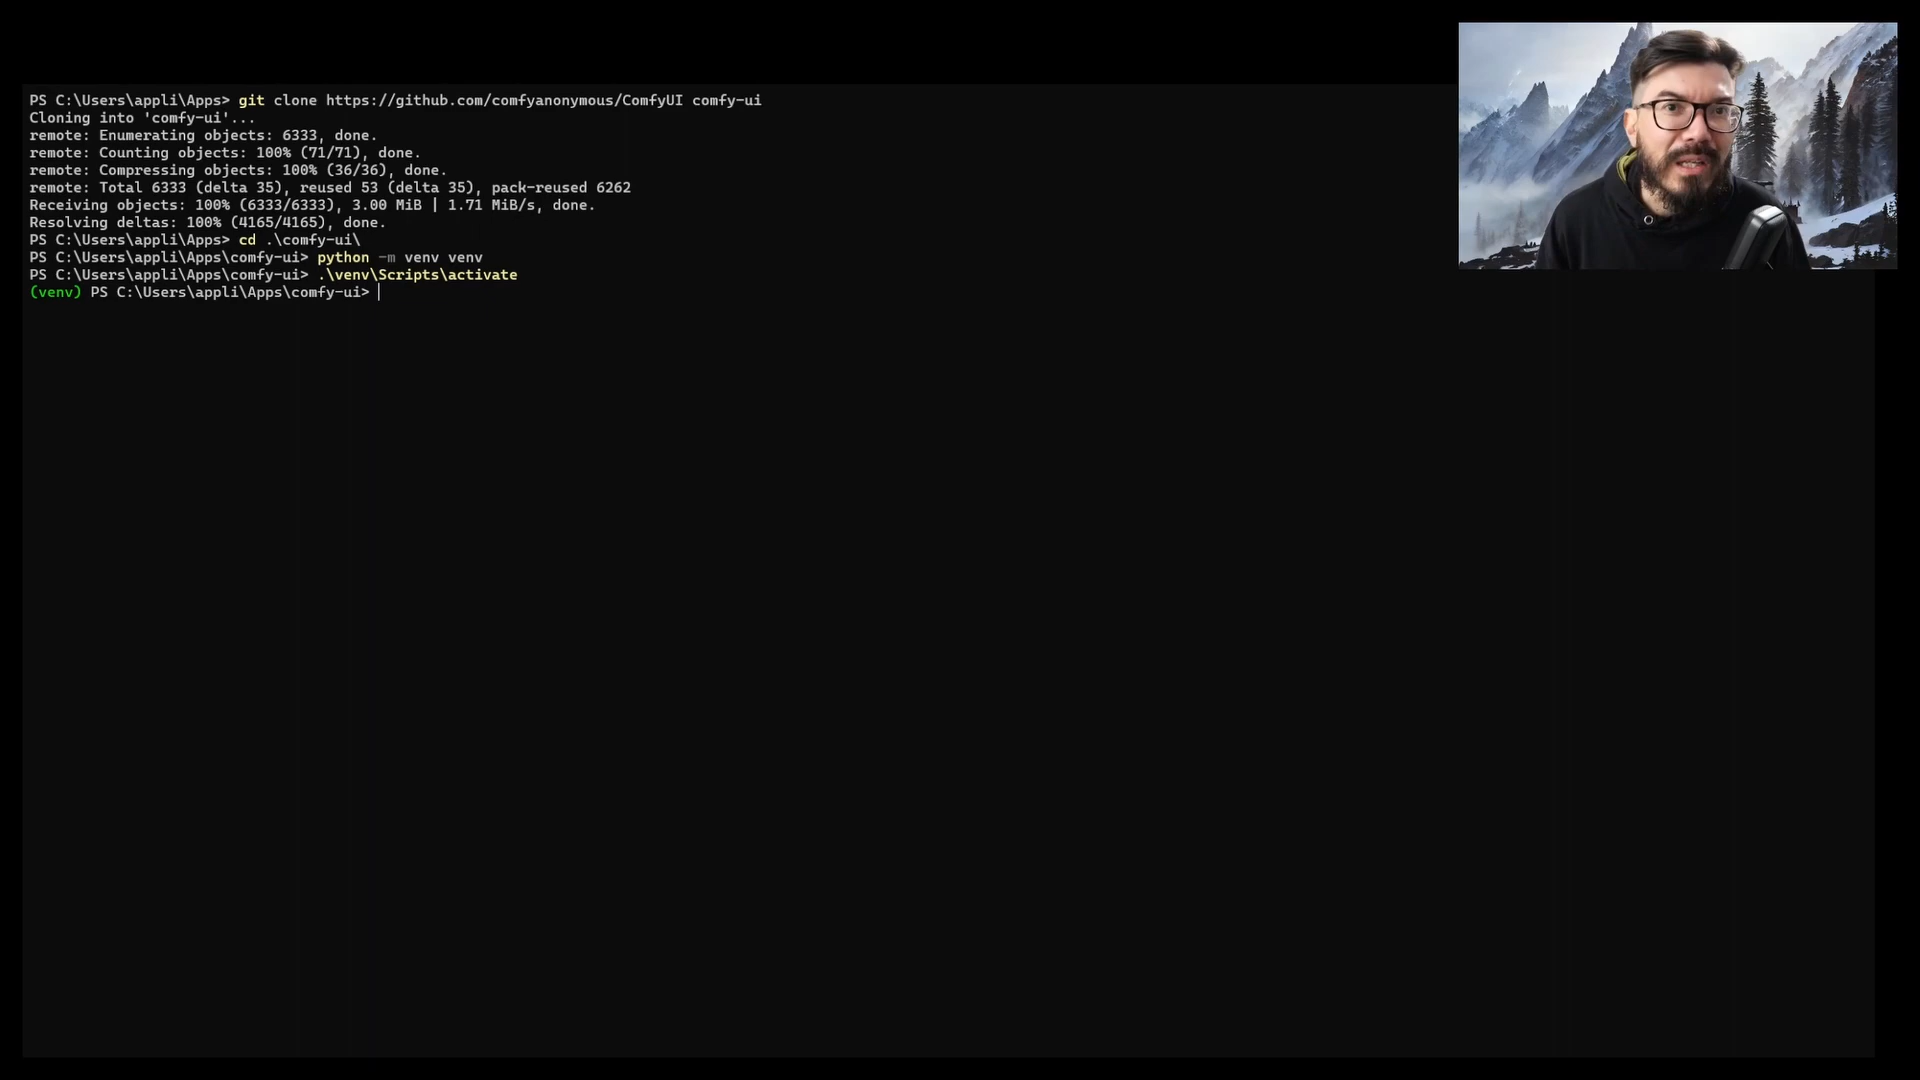 PS C:\Users\appli\Apps> git clone https://github.com/comfyanonymous/ComfyUI comfy-ui
Cloning into 'comfy-ui'...
remote: Enumerating objects: 6333, done.
remote: Counting objects: 100% (71/71), done.
remote: Compressing objects: 100% (36/36), done.
remote: Total 6333 (delta 35), reused 53 (delta 35), pack-reused 6262
Receiving objects: 100% (6333/6333), 3.00 MiB | 1.71 MiB/s, done.
Resolving deltas: 100% (4165/4165), done.
PS C:\Users\appli\Apps> cd .\comfy-ui\
PS C:\Users\appli\Apps\comfy-ui> python -m venv venv
PS C:\Users\appli\Apps\comfy-ui> .\venv\Scripts\activate
(venv) PS C:\Users\appli\Apps\comfy-ui>